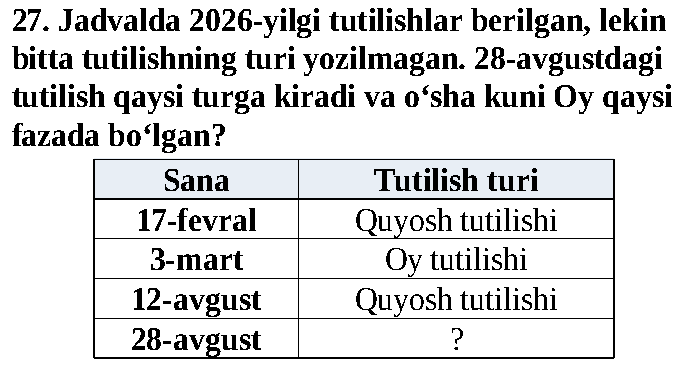 27. Jadvalda 2026-yilgi tutilishlar berilgan, lekin
bitta tutilishning turi yozilmagan. 28-avgustdagi
tutilish qaysi turga kiradi va o‘sha kuni Oy qaysi
fazada bo‘lgan?
Sana Tutilish turi
17-fevral Quyosh tutilishi
3-mart Oy tutilishi
12-avgust Quyosh tutilishi
28-avgust ?